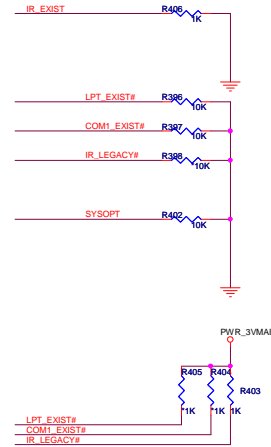 IR_EXIST R406
1K
LPT_EXIST# R396
10K
COM1_EXIST# R397
10K
IR_LEGACY# R398
10K
SYSOPT R402
10K
PWR_3VMAI
R405 R404 R403
*1K *1K 1K
LPT_EXIST#
COM1_EXIST#
IR_LEGACY#